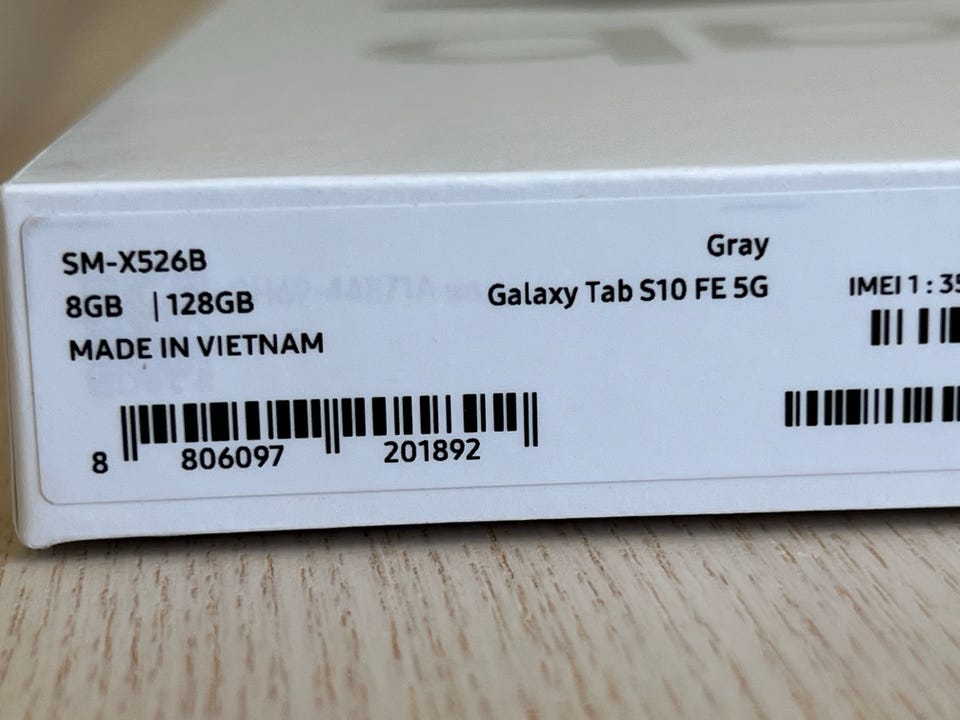 SM-X526B
8GB | 128GB
MADE IN VIETNAM
Gray
Galaxy Tab S10 FE 5G
IMEI 1 : 35
8 806097 201892